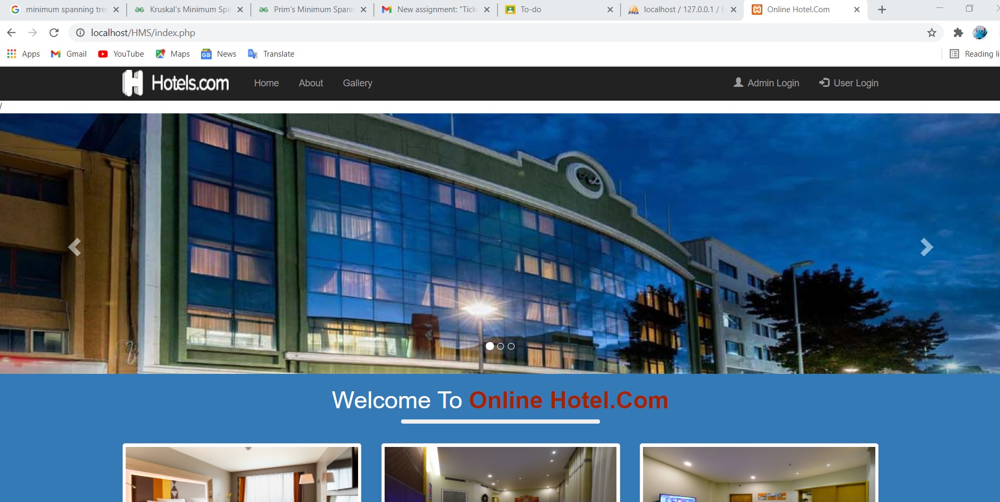 minimum spanning tre
Kruskal's Minimum Spa
Prim's Minimum Spann
New assignment: "Ticke
To-do
localhost / 127.0.0.1 / h
Online Hotel.Com
localhost/HMS/index.php
Apps
Gmail
YouTube
Maps
News
Translate
Reading li
H Hotels.com
Home
About
Gallery
Admin Login
User Login
/
Welcome To Online Hotel.Com